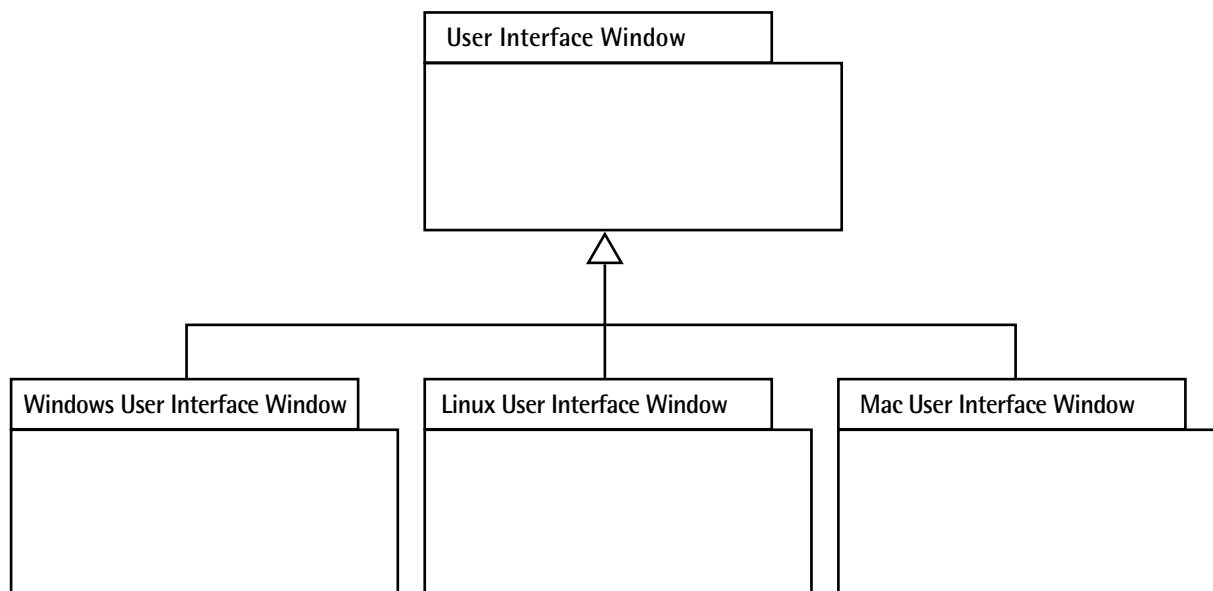 User Interface Window
Windows User Interface Window
Linux User Interface Window
Mac User Interface Window